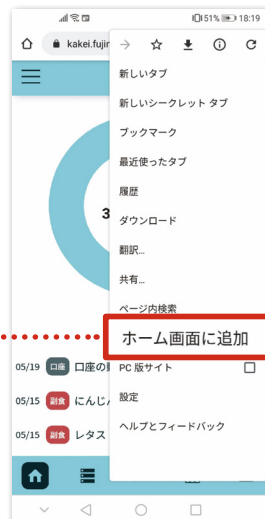 51% 18:19
kakei.fujin
新しいタブ
新しいシークレット タブ
ブックマーク
最近使ったタブ
履歴
3
ダウンロード
翻訳...
共有...
ページ内検索
ホーム画面に追加
05/19 口座 口座の
PC 版サイト
05/15 副食 にんじ
設定
05/15 副食 レタス
ヘルプとフィードバック